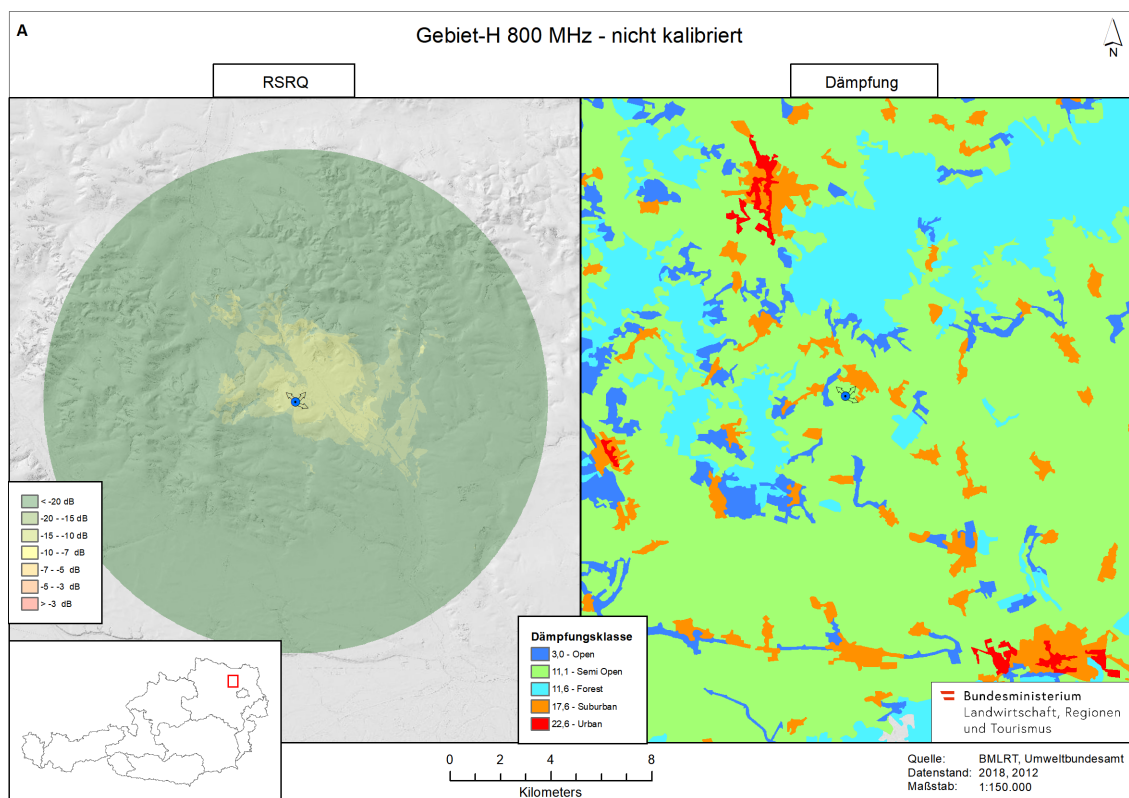 A
Gebiet-H 800 MHz - nicht kalibriert
N
RSRQ
Dämpfung
< -20 dB
-20 - -15 dB
-15 - -10 dB
-10 - -7 dB
-7 - -5 dB
-5 - -3 dB
> -3 dB
Dämpfungsklasse
3,0 - Open
11,1 - Semi Open
11,6 - Forest
17,6 - Suburban
22,6 - Urban
Bundesministerium
Landwirtschaft, Regionen
und Tourismus
0 2 4 6 8
Kilometers
Quelle: BMLRT, Umweltbundesamt
Datenstand: 2018, 2012
Maßstab: 1:150.000